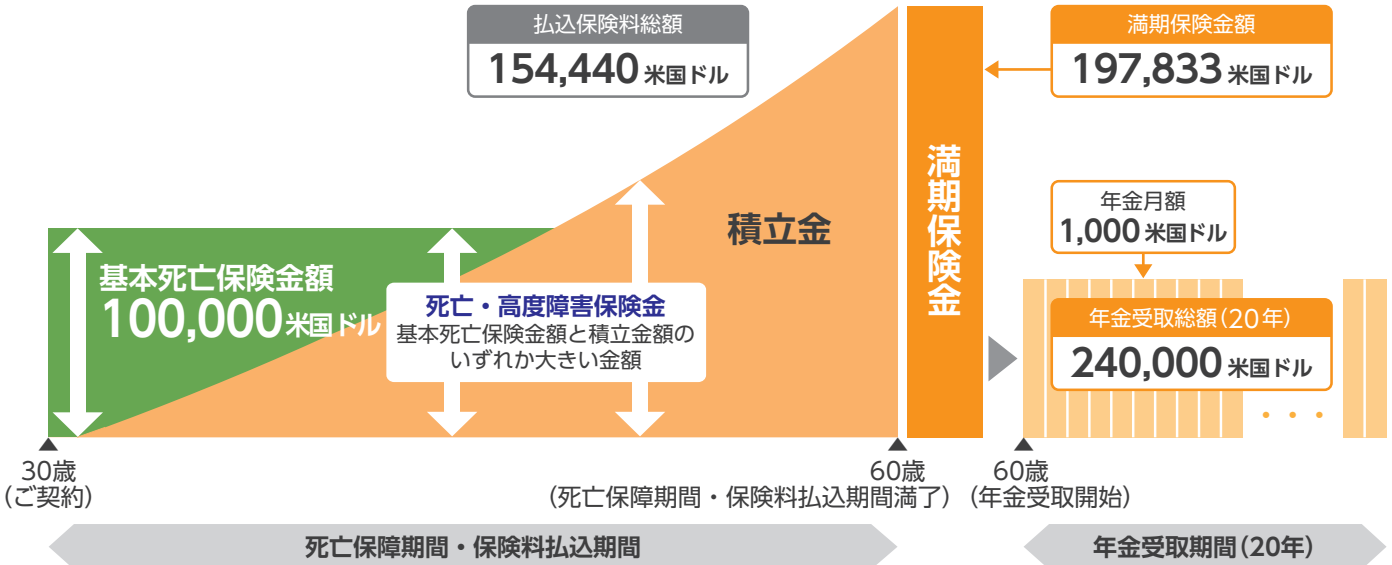 払込保険料総額
154,440 米国ドル
満期保険金額
197,833 米国ドル
満期保険金
年金月額
1,000 米国ドル
積立金
基本死亡保険金額
100,000 米国ドル
死亡・高度障害保険金
基本死亡保険金額と積立金額の
いずれか大きい金額
年金受取総額(20年)
240,000 米国ドル
・・・
30歳
(ご契約)
60歳
(死亡保障期間・保険料払込期間満了)
60歳
(年金受取開始)
死亡保障期間・保険料払込期間
年金受取期間(20年)